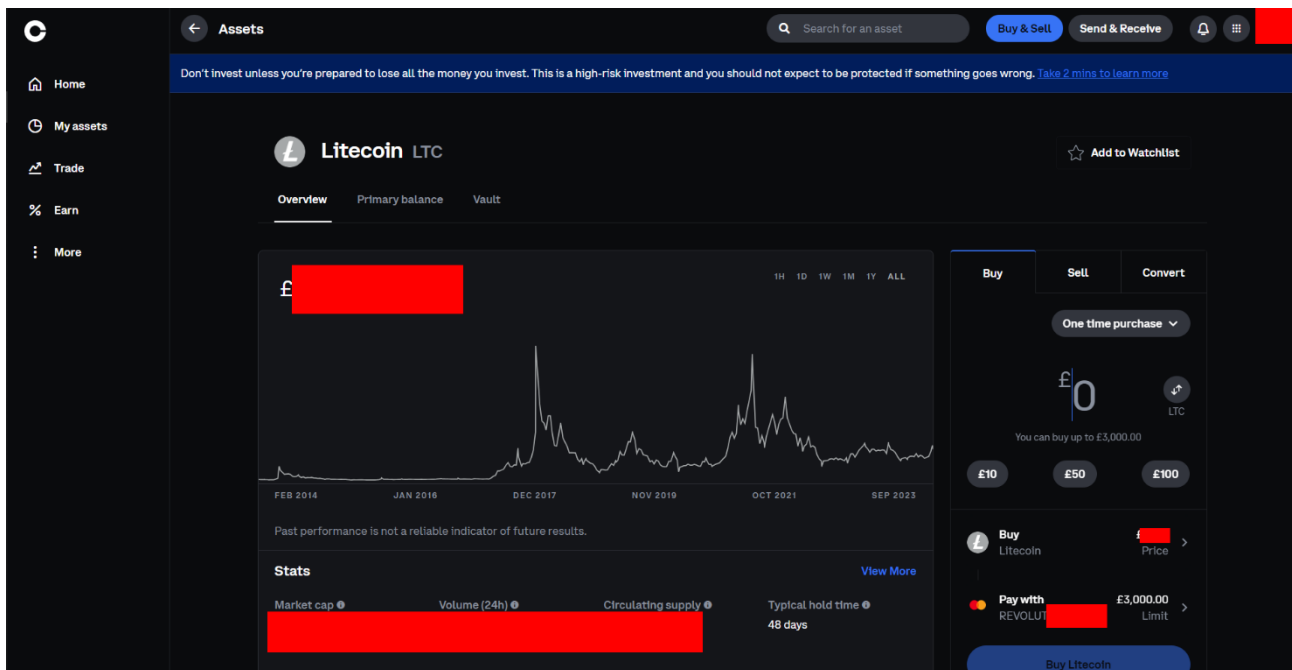 Assets
Search for an asset
Buy & Sell
Send & Receive
Don't invest unless you're prepared to lose all the money you invest. This is a high-risk investment and you should not expect to be protected if something goes wrong. Take 2 mins to learn more
Home
My assets
Trade
Earn
More
Litecoin LTC
Add to Watchlist
Overview Primary balance Vault
£
1H 1D 1W 1M 1Y ALL
FEB 2014 JAN 2016 DEC 2017 NOV 2019 OCT 2021 SEP 2023
Past performance is not a reliable indicator of future results.
Stats
View More
Market cap Volume (24h) Circulating supply Typical hold time
48 days
Buy Sell Convert
One time purchase
£0
LTC
You can buy up to £3,000.00
£10 £50 £100
Buy £
Litecoin Price
Pay with £3,000.00
REVOLUT Limit
Buy Litecoin